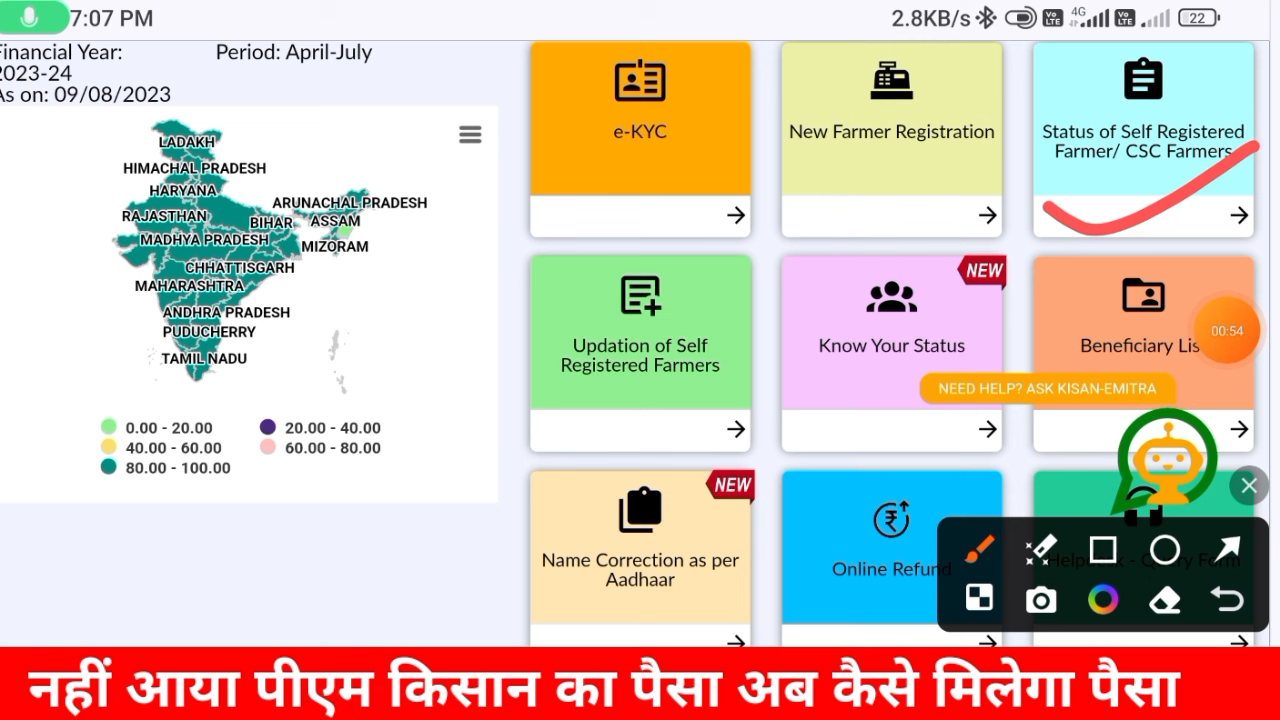 7:07 PM
2.8KB/s
4G
22
Financial Year:
2023-24
Period: April-July
As on: 09/08/2023
LADAKH
HIMACHAL PRADESH
HARYANA
ARUNACHAL PRADESH
RAJASTHAN
BIHAR
ASSAM
MADHYA PRADESH
MIZORAM
CHHATTISGARH
MAHARASHTRA
ANDHRA PRADESH
PUDUCHERRY
TAMIL NADU
0.00 - 20.00
20.00 - 40.00
40.00 - 60.00
60.00 - 80.00
80.00 - 100.00
e-KYC
New Farmer Registration
Status of Self Registered
Farmer/ CSC Farmers
Updation of Self
Registered Farmers
NEW
Know Your Status
Beneficiary Lis
00:54
NEED HELP? ASK KISAN-EMITRA
NEW
Name Correction as per
Aadhaar
Online Refund
Helpdesk - Query Form
नहीं आया पीएम किसान का पैसा अब कैसे मिलेगा पैसा